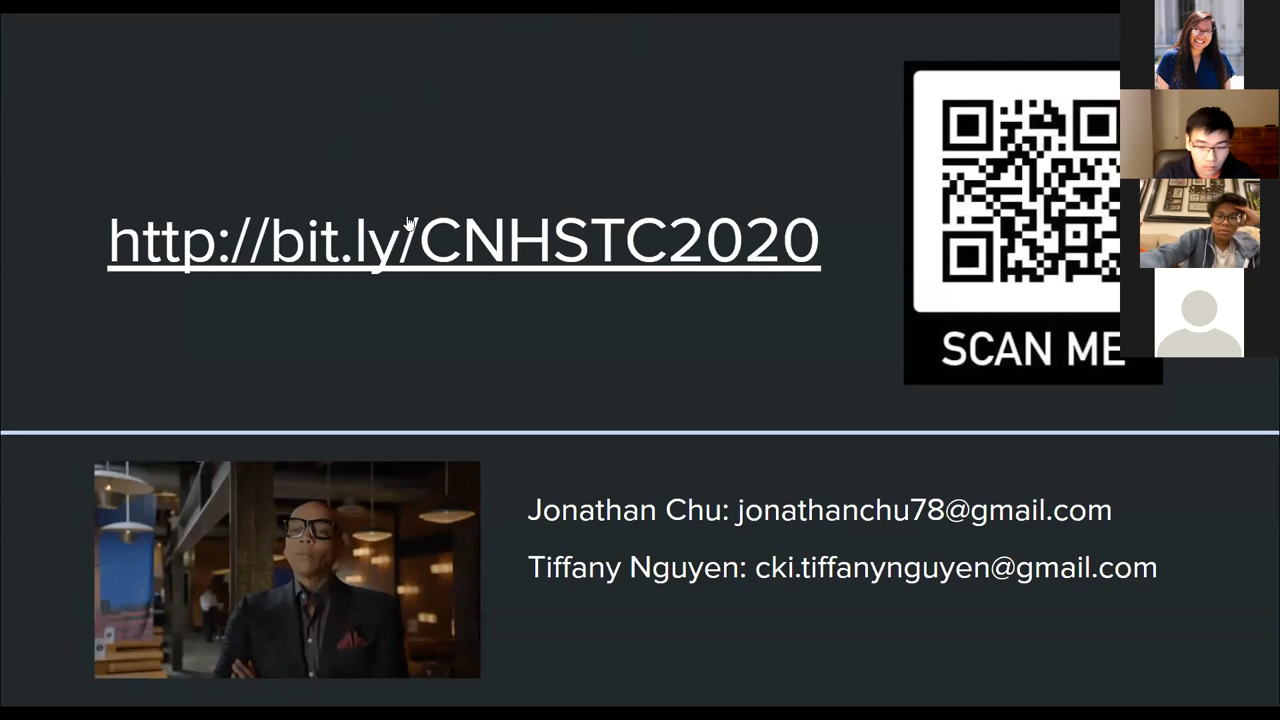 http://bit.ly/CNHSTC2020
SCAN ME
Jonathan Chu: jonathanchu78@gmail.com
Tiffany Nguyen: cki.tiffanynguyen@gmail.com